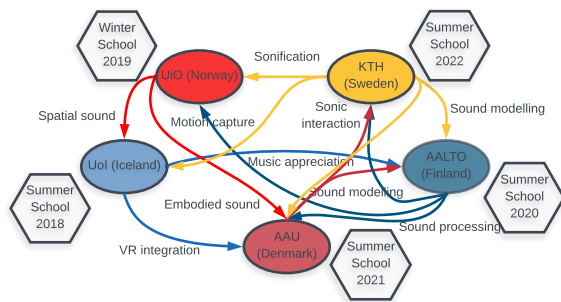 Winter
School
2019
Sonification
Summer
School
2022
UiO (Norway)
KTH
(Sweden)
Spatial sound
Motion capture
Sonic
interaction
Sound modelling
UoI (Iceland)
Music appreciation
AALTO
(Finland)
Summer
School
2018
Embodied sound
Sound modelling
Summer
School
2020
VR integration
AAU
(Denmark)
Sound processing
Summer
School
2021